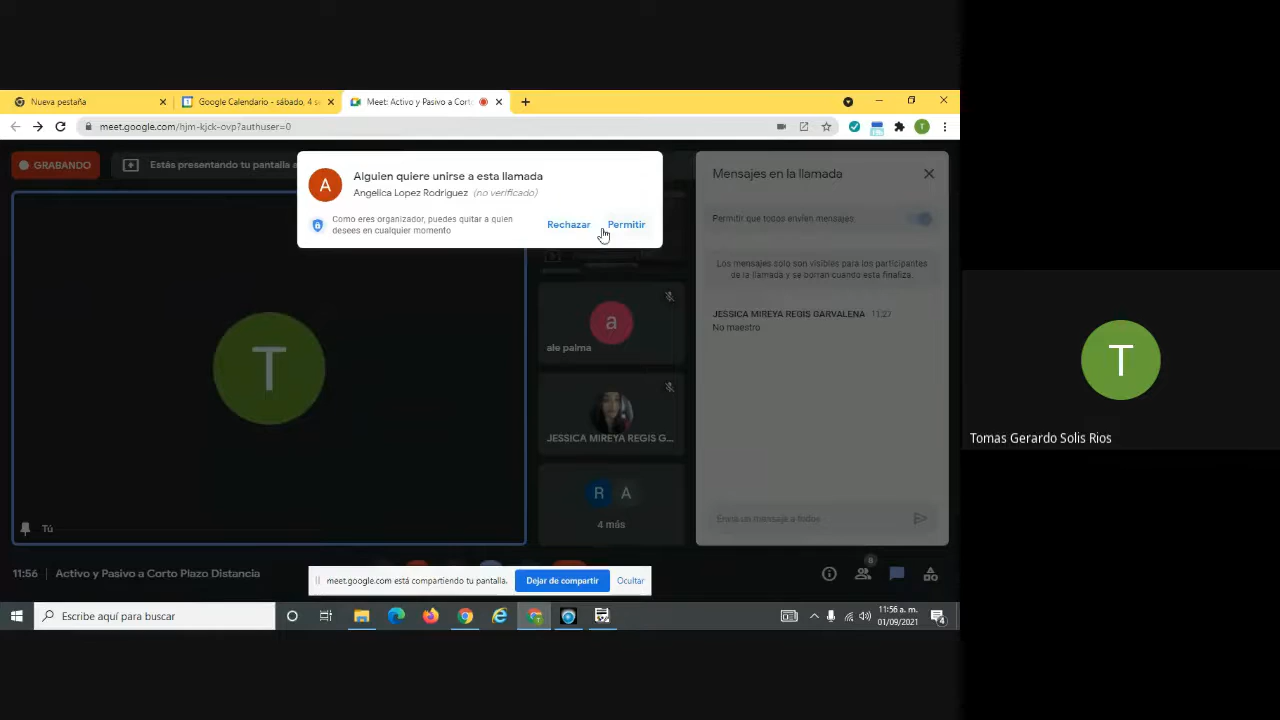 Nueva pestaña
Google Calendario - sábado, 4 s
Meet: Activo y Pasivo a Cort
meet.google.com/hjm-kjck-ovp?authuser=0
T
GRABANDO
Estás presentando tu pantalla a
Alguien quiere unirse a esta llamada
A
Angelica Lopez Rodriguez (no verificado)
Como eres organizador, puedes quitar a quien
desees en cualquier momento
Rechazar
Permitir
Mensajes en la llamada
Permitir que todos envíen mensajes
Los mensajes solo son visibles para los participantes
de la llamada y se borran cuando esta finaliza.
JESSICA MIREYA REGIS GARVALENA 11:27
No maestro
Envía un mensaje a todos
T
Tú
a
ale palma
JESSICA MIREYA REGIS G...
R A
4 más
T
Tomas Gerardo Solis Rios
11:56 | Activo y Pasivo a Corto Plazo Distancia
meet.google.com está compartiendo tu pantalla.
Dejar de compartir
Ocultar
Escribe aquí para buscar
11:56 a. m.
01/09/2021
4